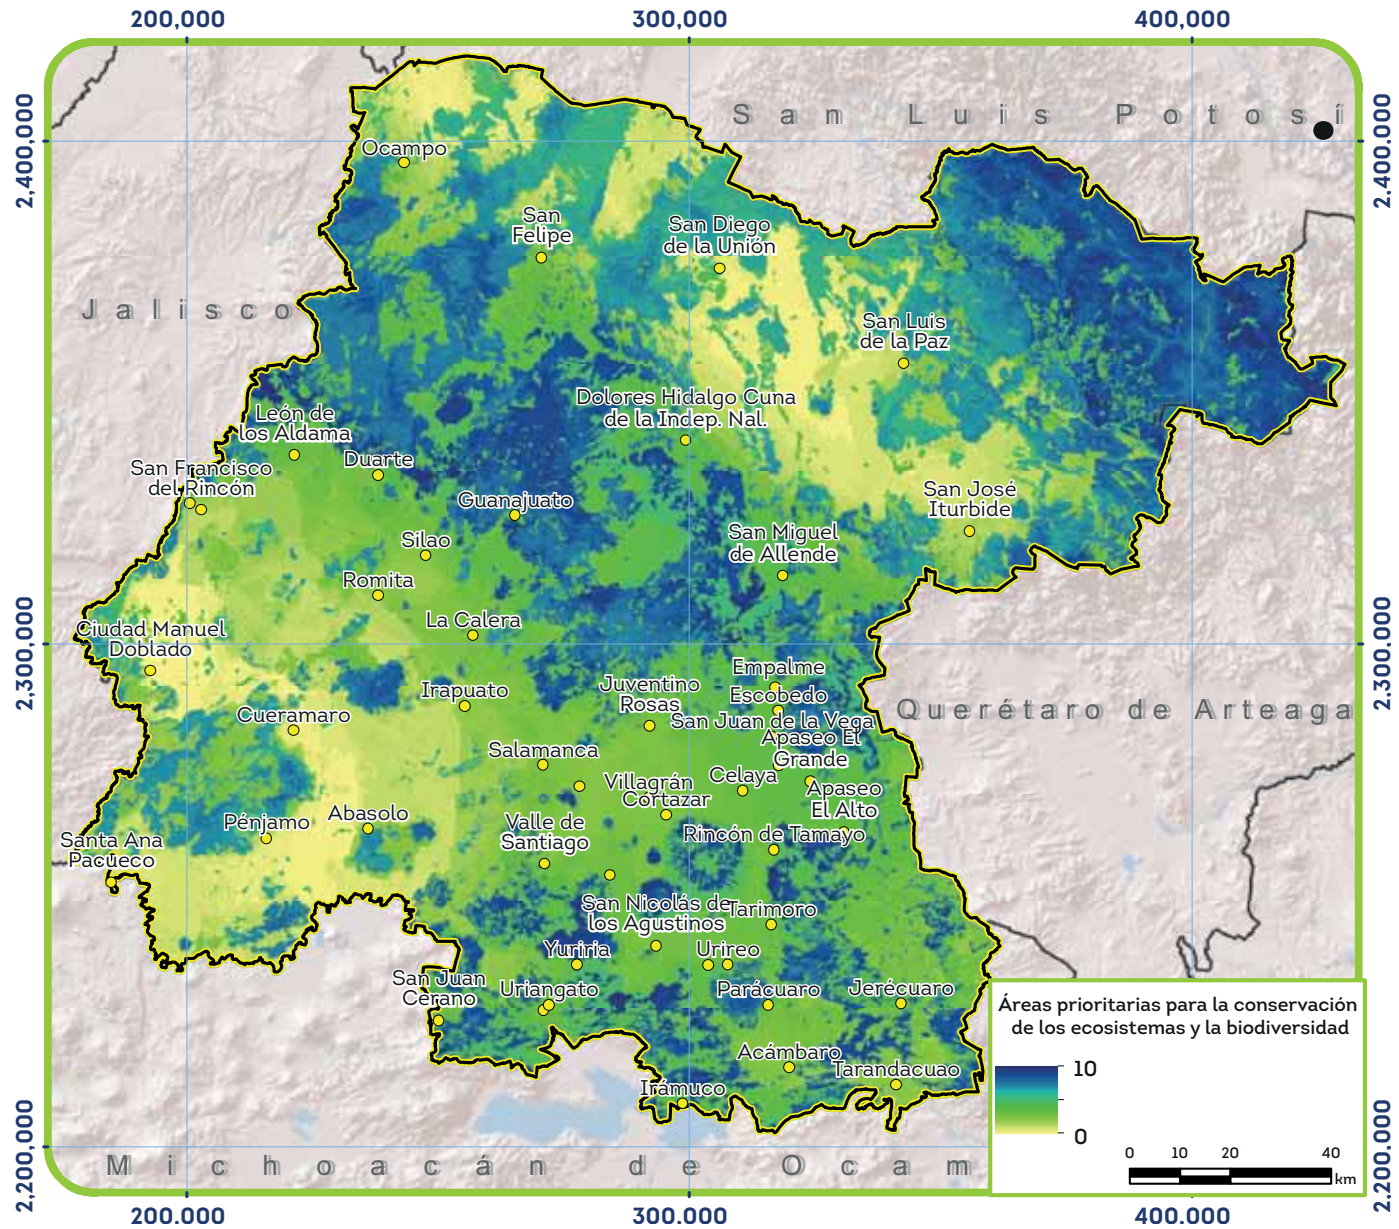 200,000 300,000 400,000
2,400,000
2,400,000
San Luis Potosí
Ocampo
San
Felipe
San Diego
de la Unión
Jalisco
San Luis
de la Paz
Dolores Hidalgo Cuna
de la Indep. Nal.
León de
los Aldama
Duarte
San Francisco
del Rincón
Guanajuato
San José
Iturbide
Silao
San Miguel
de Allende
Romita
La Calera
2,300,000
2,300,000
Ciudad Manuel
Doblado
Empalme
Escobedo
Irapuato
Juventino
Rosas
Cueramaro
San Juan de la Vega
Querétaro de Arteaga
Apaseo El
Grande
Salamanca
Celaya
Villagrán
Cortazar
Apaseo
El Alto
Abasolo
Pénjamo
Valle de
Santiago
Rincón de Tamayo
Santa Ana
Pacueco
San Nicolás de
los Agustinos
Tarimoro
Yuriria
Urireo
San Juan
Cerano
Uriangato
Parácuaro
Jerécuaro
Acámbaro
Tarandacuao
Irámuco
Áreas prioritarias para la conservación
de los ecosistemas y la biodiversidad
10
0
0 10 20 40
km
2,200,000
2,200,000
Michoacán de Ocam
200,000 300,000 400,000